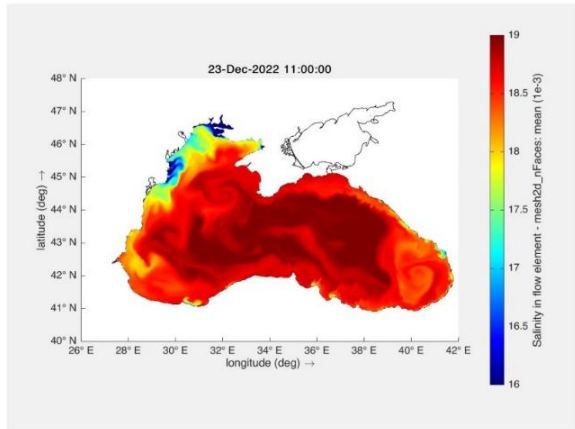 23-Dec-2022 11:00:00
48° N
47° N
46° N
45° N
44° N
43° N
42° N
41° N
40° N
latitude (deg) →
26° E 28° E 30° E 32° E 34° E 36° E 38° E 40° E 42° E
longitude (deg) →
19
18.5
18
17.5
17
16.5
16
Salinity in flow element - mesh2d_nFaces: mean (1e-3)